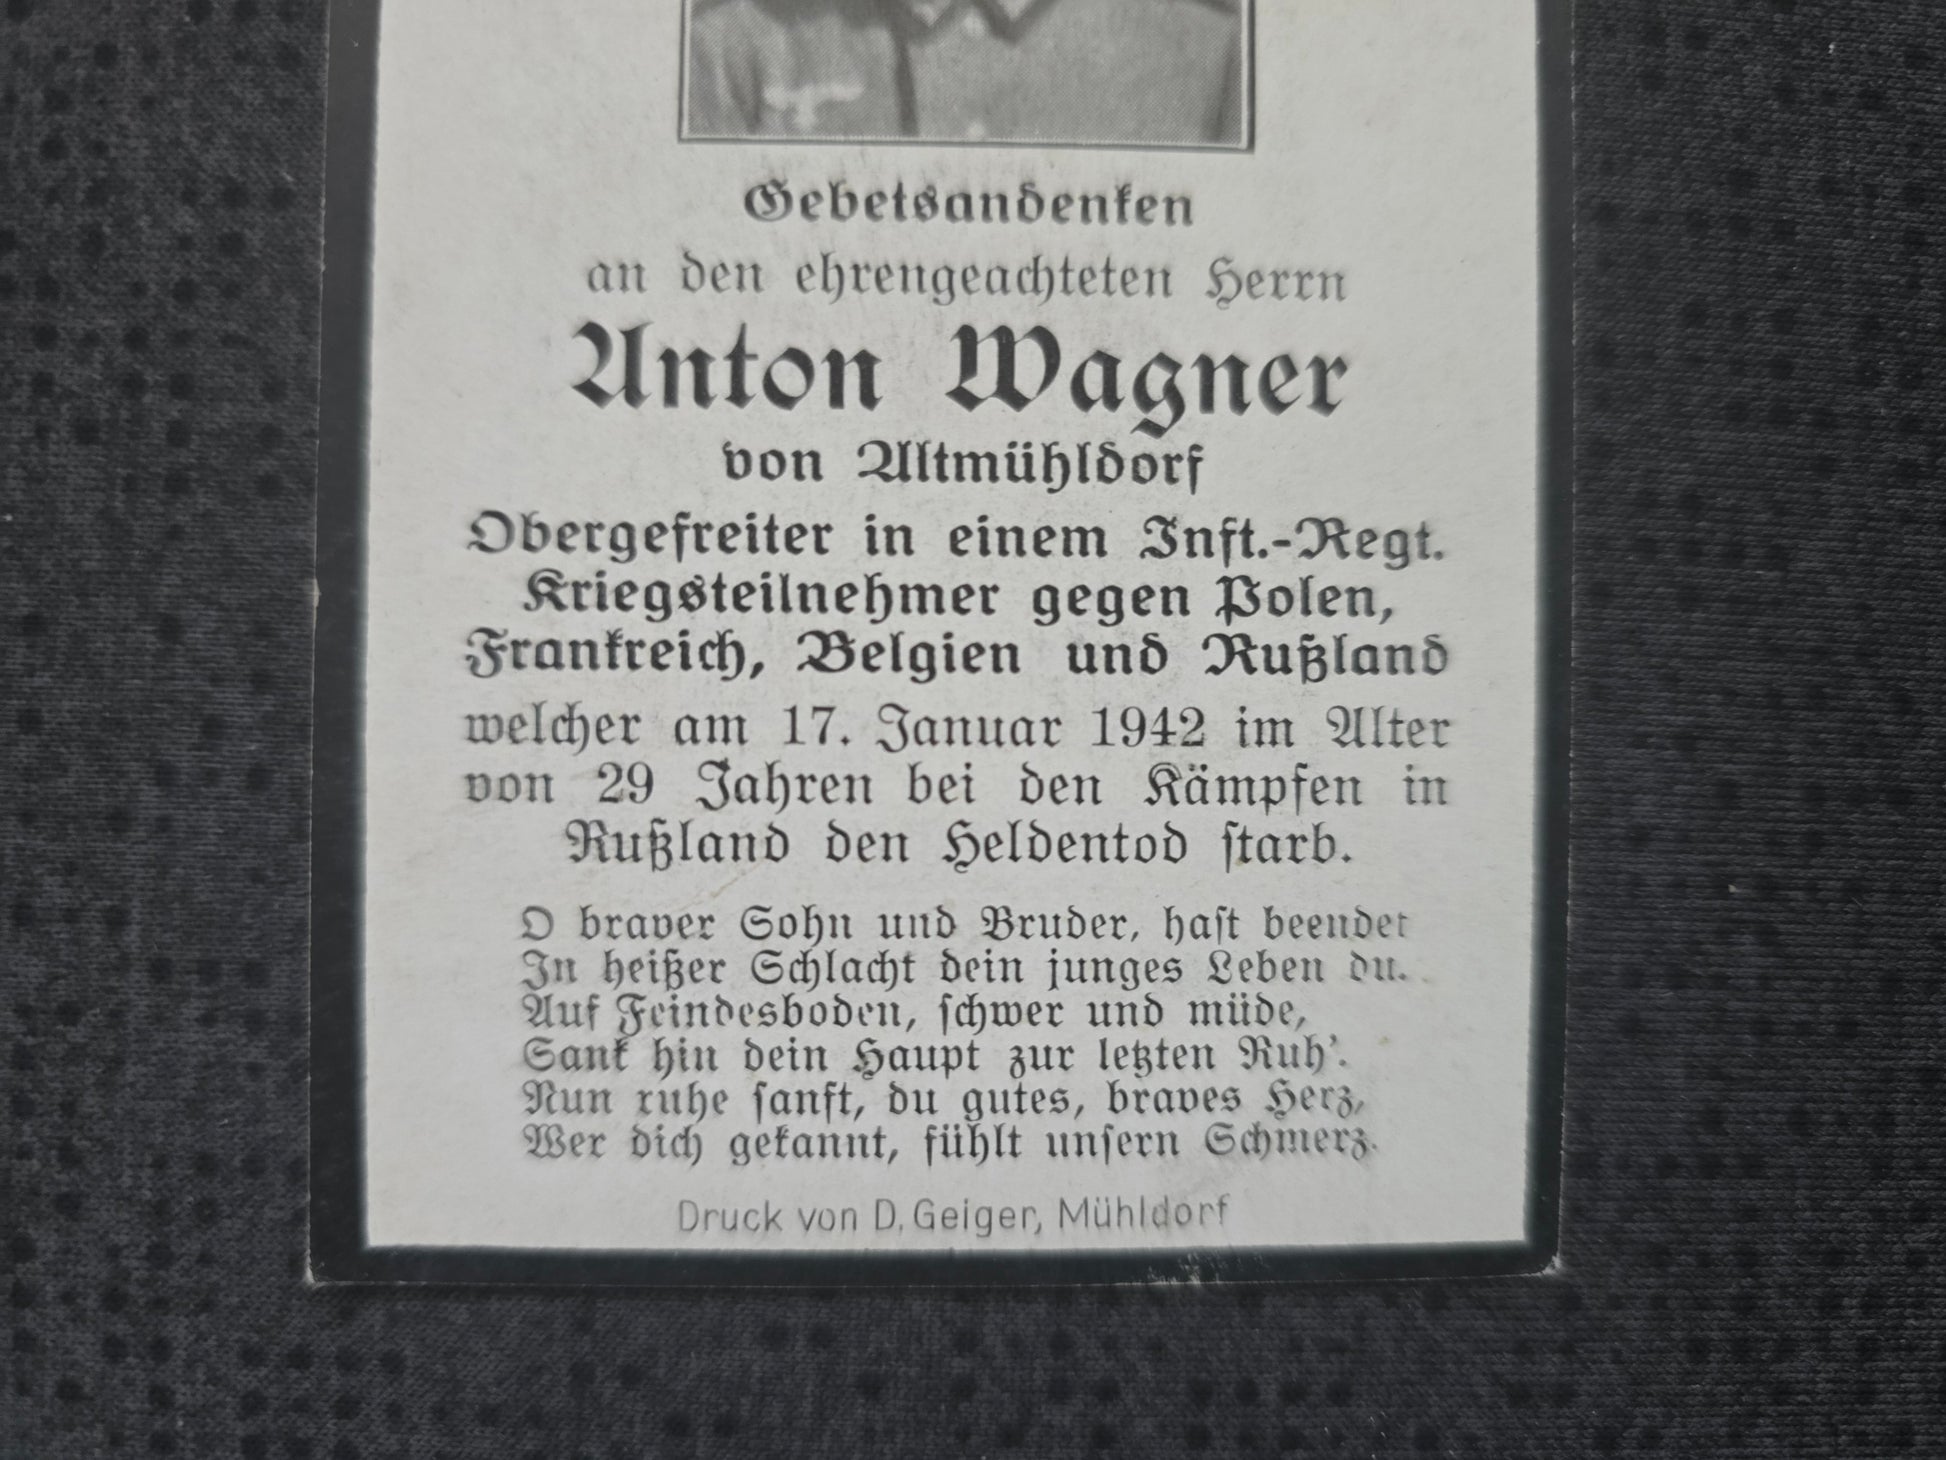 Gebetsandenken
an den ehrengeachteten Herrn
Anton Wagner
von Altmühldorf
Obergefreiter in einem Inft.-Regt.
Kriegsteilnehmer gegen Polen,
Frankreich, Belgien und Rußland
welcher am 17. Januar 1942 im Alter
von 29 Jahren bei den Kämpfen in
Rußland den Heldentod starb.
O braver Sohn und Bruder, hast beendet
In heißer Schlacht dein junges Leben du.
Auf Feindesboden, schwer und müde,
Sank hin dein Haupt zur letzten Ruh'.
Nun ruhe sanft, du gutes, braves Herz,
Wer dich gekannt, fühlt unsern Schmerz.
Druck von D. Geiger, Mühldorf